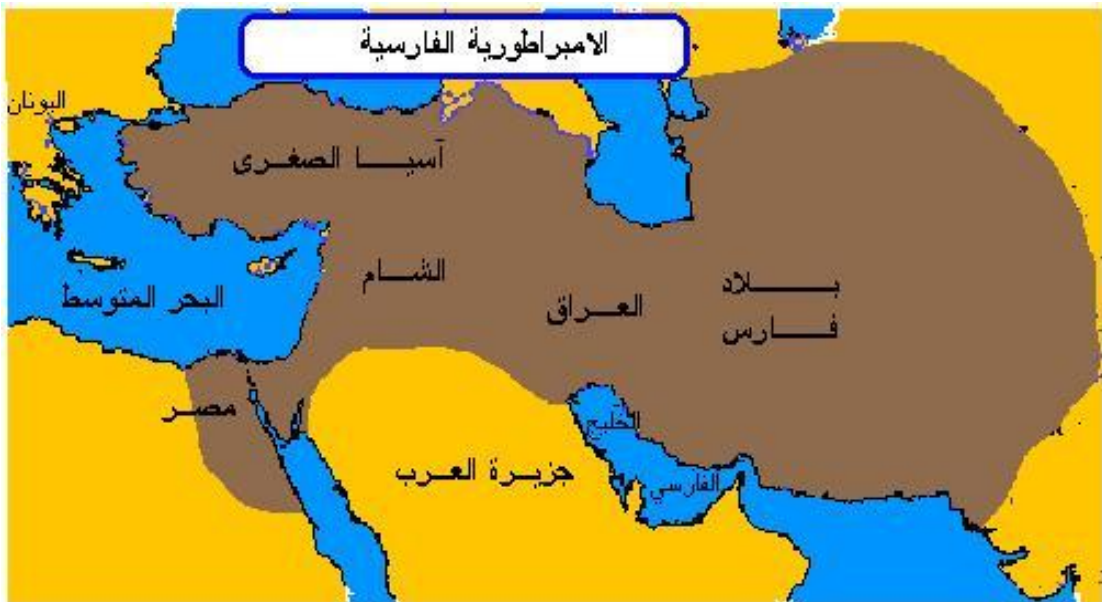 الامبراطورية الفارسية
اليونان
آسيا الصغرى
الشام
البحر المتوسط
العراق
بلاد
فارس
مصر
الخليج
الفارسي
جزيرة العرب